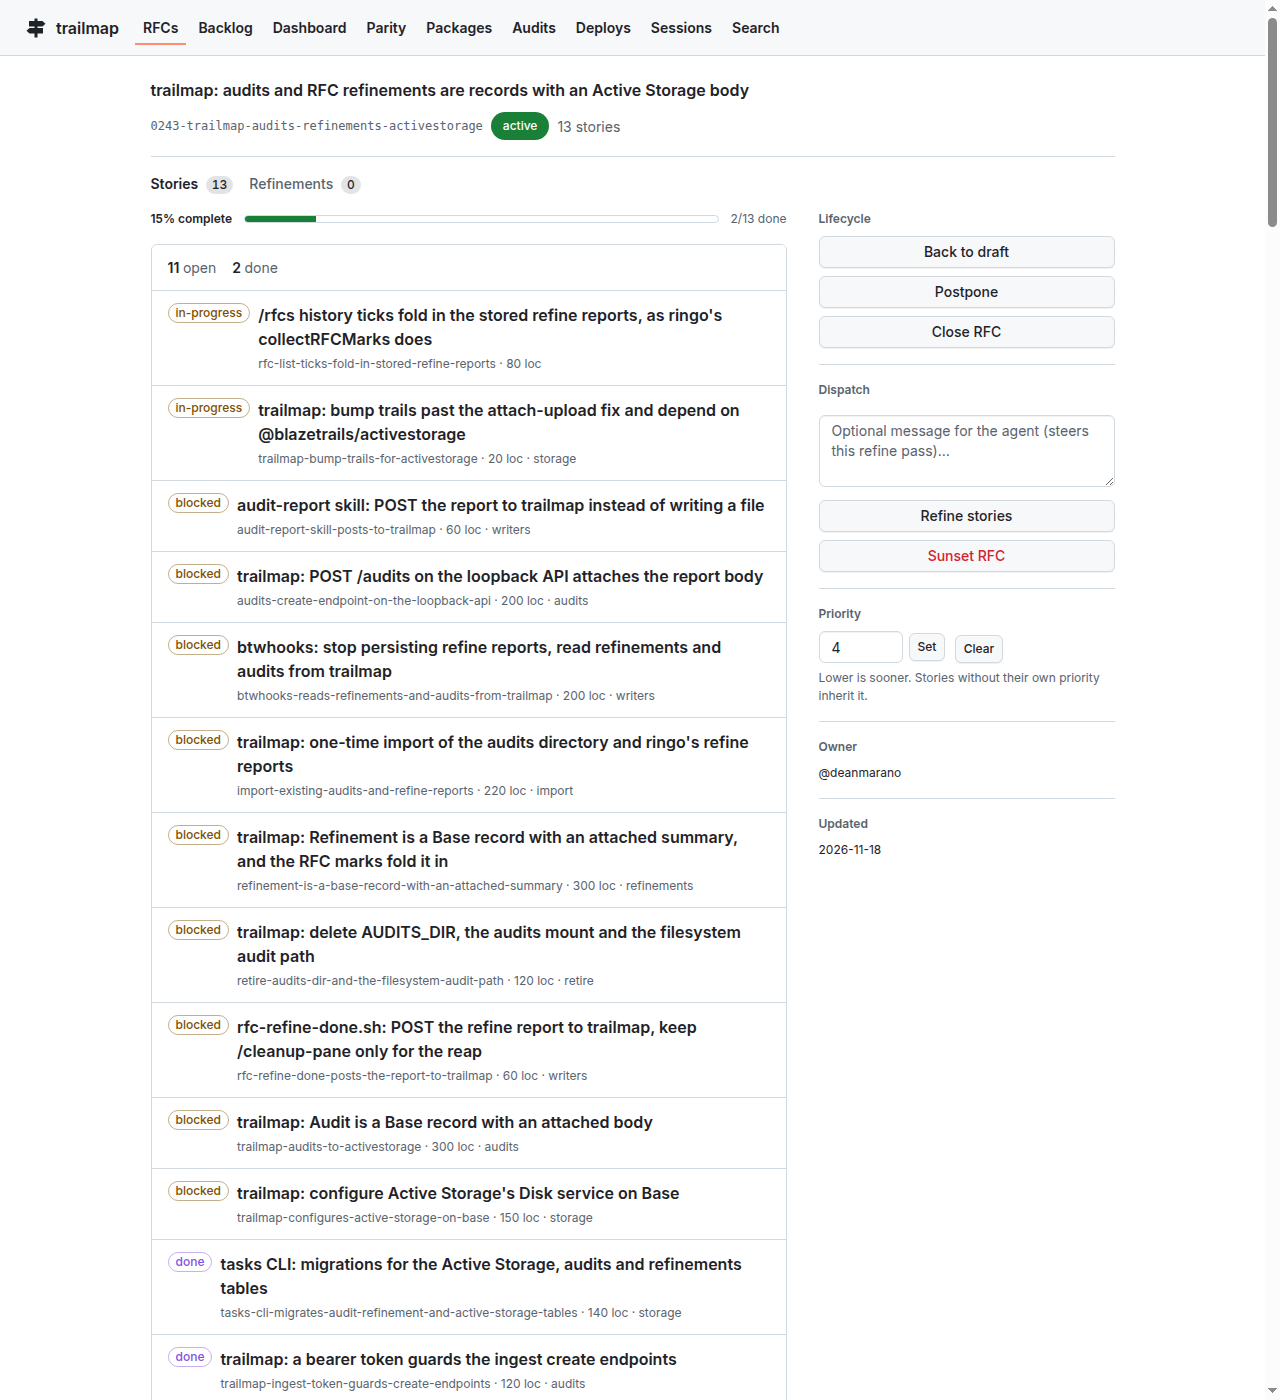 trailmap RFCs Backlog Dashboard Parity Packages Audits Deploys Sessions Search
trailmap: audits and RFC refinements are records with an Active Storage body
0243-trailmap-audits-refinements-activestorage active 13 stories
Stories 13 Refinements 0
15% complete 2/13 done
11 open 2 done
in-progress /rfcs history ticks fold in the stored refine reports, as ringo's
collectRFCMarks does
rfc-list-ticks-fold-in-stored-refine-reports · 80 loc
in-progress trailmap: bump trails past the attach-upload fix and depend on
@blazetrails/activestorage
trailmap-bump-trails-for-activestorage · 20 loc · storage
blocked audit-report skill: POST the report to trailmap instead of writing a file
audit-report-skill-posts-to-trailmap · 60 loc · writers
blocked trailmap: POST /audits on the loopback API attaches the report body
audits-create-endpoint-on-the-loopback-api · 200 loc · audits
blocked btwhooks: stop persisting refine reports, read refinements and
audits from trailmap
btwhooks-reads-refinements-and-audits-from-trailmap · 200 loc · writers
blocked trailmap: one-time import of the audits directory and ringo's refine
reports
import-existing-audits-and-refine-reports · 220 loc · import
blocked trailmap: Refinement is a Base record with an attached summary,
and the RFC marks fold it in
refinement-is-a-base-record-with-an-attached-summary · 300 loc · refinements
blocked trailmap: delete AUDITS_DIR, the audits mount and the filesystem
audit path
retire-audits-dir-and-the-filesystem-audit-path · 120 loc · retire
blocked rfc-refine-done.sh: POST the refine report to trailmap, keep
/cleanup-pane only for the reap
rfc-refine-done-posts-the-report-to-trailmap · 60 loc · writers
blocked trailmap: Audit is a Base record with an attached body
trailmap-audits-to-activestorage · 300 loc · audits
blocked trailmap: configure Active Storage's Disk service on Base
trailmap-configures-active-storage-on-base · 150 loc · storage
done tasks CLI: migrations for the Active Storage, audits and refinements
tables
tasks-cli-migrates-audit-refinement-and-active-storage-tables · 140 loc · storage
done trailmap: a bearer token guards the ingest create endpoints
trailmap-ingest-token-guards-create-endpoints · 120 loc · audits
Lifecycle
Back to draft
Postpone
Close RFC
Dispatch
Optional message for the agent (steers
this refine pass)...
Refine stories
Sunset RFC
Priority
4 Set Clear
Lower is sooner. Stories without their own priority
inherit it.
Owner
@deanmarano
Updated
2026-11-18